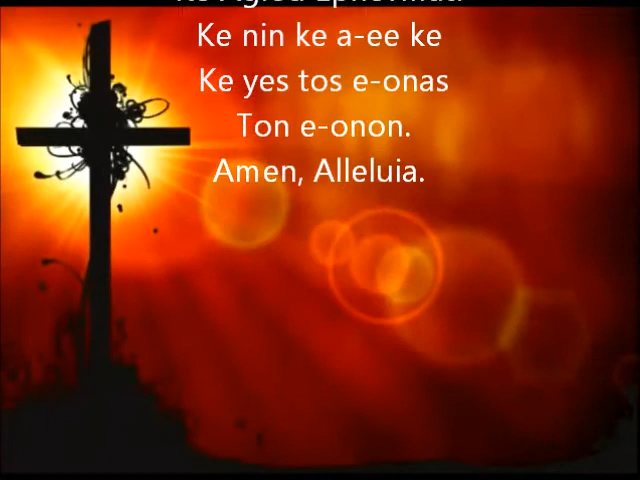 Ke nin ke a-ee ke
Ke yes tos e-onas
Ton e-onon.
Amen, Alleluia.